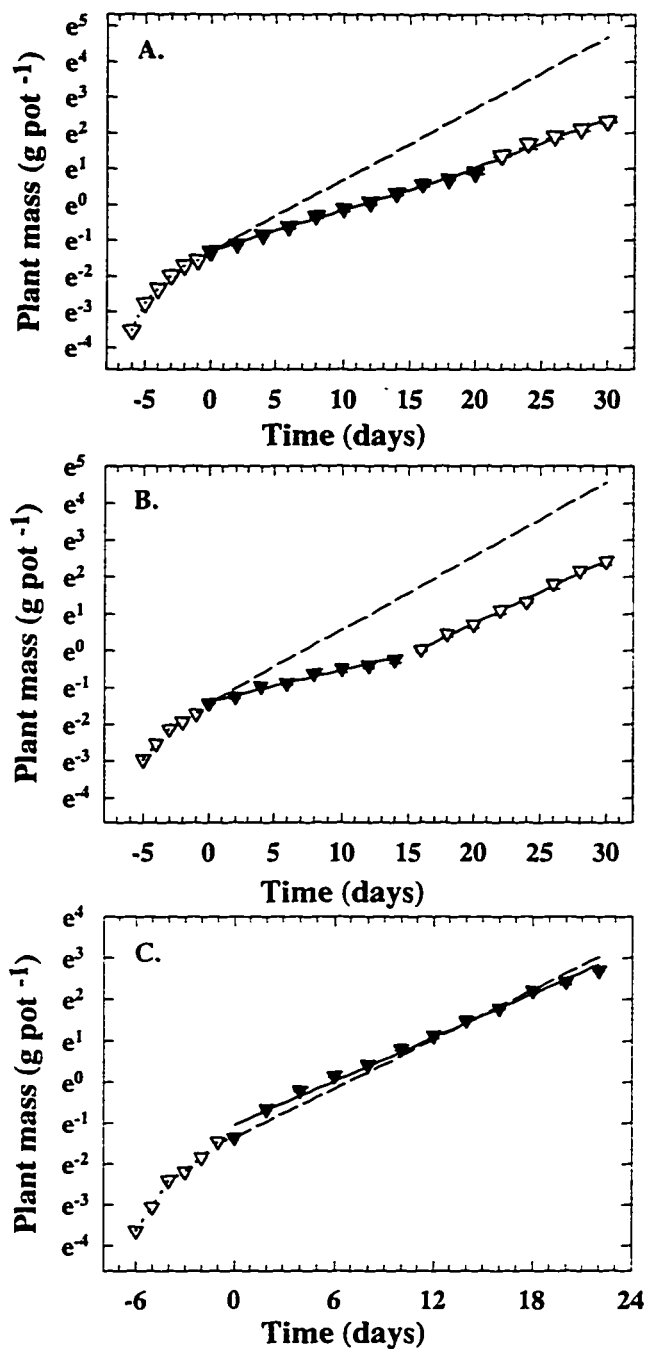 A.
Plant mass (g pot -1)
e5
e4
e3
e2
e1
e0
e-1
e-2
e-3
e-4
-5 0 5 10 15 20 25 30
Time (days)
B.
Plant mass (g pot -1)
e5
e4
e3
e2
e1
e0
e-1
e-2
e-3
e-4
-5 0 5 10 15 20 25 30
Time (days)
C.
Plant mass (g pot -1)
e4
e3
e2
e1
e0
e-1
e-2
e-3
e-4
-6 0 6 12 18 24
Time (days)